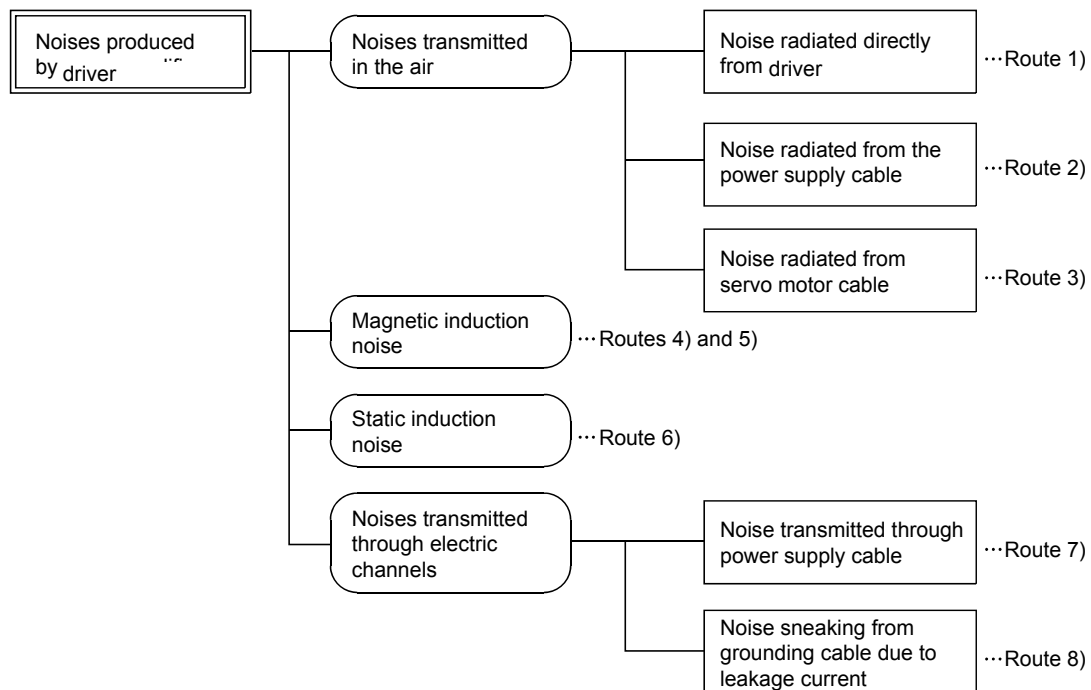 Noises produced
by driver
Noises transmitted
in the air
Noise radiated directly
from driver
···Route 1)
Noise radiated from the
power supply cable
···Route 2)
Noise radiated from
servo motor cable
···Route 3)
Magnetic induction
noise
···Routes 4) and 5)
Static induction
noise
···Route 6)
Noises transmitted
through electric
channels
Noise transmitted through
power supply cable
···Route 7)
Noise sneaking from
grounding cable due to
leakage current
···Route 8)